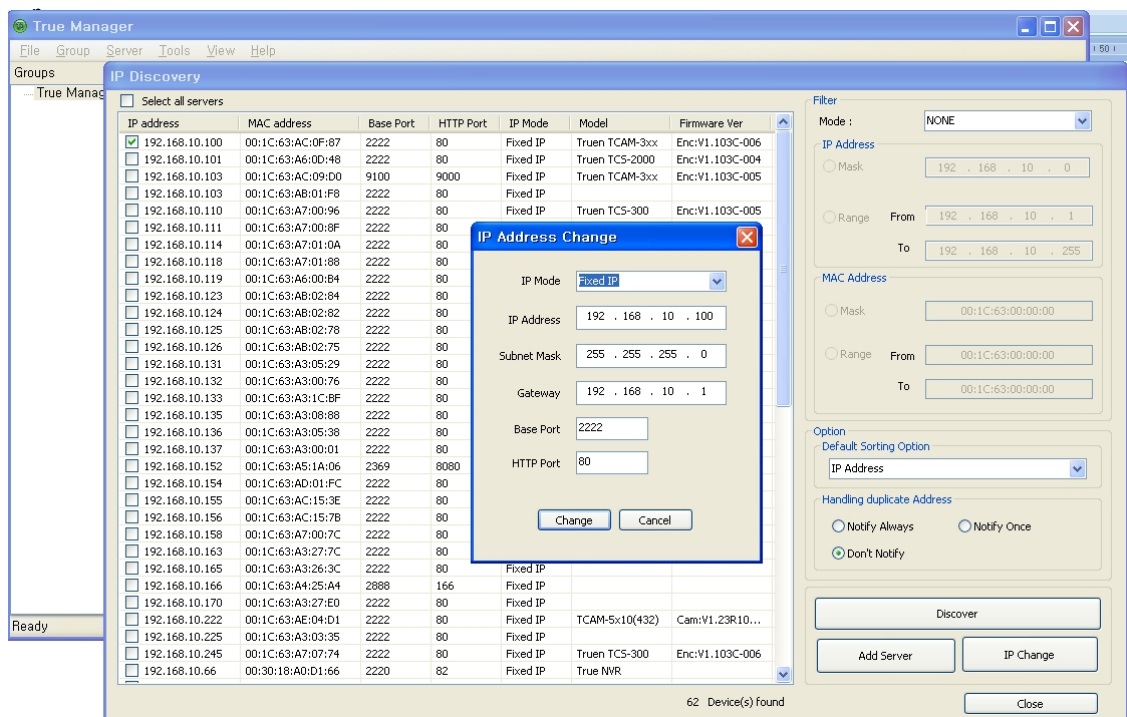 True Manager
File Group Server Tools View Help
50
Groups
True Manag
IP Discovery
Select all servers
IP address MAC address Base Port HTTP Port IP Mode Model Firmware Ver
192.168.10.100 00:1C:63:AC:0F:87 2222 80 Fixed IP Truen TCAM-3xx Enc:V1.103C-006
192.168.10.101 00:1C:63:A6:0D:48 2222 80 Fixed IP Truen TCS-2000 Enc:V1.103C-004
192.168.10.103 00:1C:63:AC:09:D0 9100 9000 Fixed IP Truen TCAM-3xx Enc:V1.103C-005
192.168.10.103 00:1C:63:AB:01:F8 2222 80 Fixed IP
192.168.10.110 00:1C:63:A7:00:96 2222 80 Fixed IP Truen TCS-300 Enc:V1.103C-005
192.168.10.111 00:1C:63:A7:00:8F 2222 80
192.168.10.114 00:1C:63:A7:01:0A 2222 80
192.168.10.118 00:1C:63:A7:01:88 2222 80
192.168.10.119 00:1C:63:A6:00:B4 2222 80
192.168.10.123 00:1C:63:AB:02:84 2222 80
192.168.10.124 00:1C:63:AB:02:82 2222 80
192.168.10.125 00:1C:63:AB:02:78 2222 80
192.168.10.126 00:1C:63:AB:02:75 2222 80
192.168.10.131 00:1C:63:A3:05:29 2222 80
192.168.10.132 00:1C:63:A3:00:76 2222 80
192.168.10.133 00:1C:63:A3:1C:BF 2222 80
192.168.10.135 00:1C:63:A3:08:88 2222 80
192.168.10.136 00:1C:63:A3:05:38 2222 80
192.168.10.137 00:1C:63:A3:00:01 2222 80
192.168.10.152 00:1C:63:A5:1A:06 2369 8080
192.168.10.154 00:1C:63:AD:01:FC 2222 80
192.168.10.155 00:1C:63:AC:15:3E 2222 80
192.168.10.156 00:1C:63:AC:15:7B 2222 80
192.168.10.158 00:1C:63:A7:00:7C 2222 80
192.168.10.163 00:1C:63:A3:27:7C 2222 80
192.168.10.165 00:1C:63:A3:26:3C 2222 80 Fixed IP
192.168.10.166 00:1C:63:A4:25:A4 2888 166 Fixed IP
192.168.10.170 00:1C:63:A3:27:E0 2222 80 Fixed IP
192.168.10.222 00:1C:63:AE:04:D1 2222 80 Fixed IP TCAM-5x10(432) Cam:V1.23R10...
192.168.10.225 00:1C:63:A3:03:35 2222 80 Fixed IP
192.168.10.245 00:1C:63:A7:07:74 2222 80 Fixed IP Truen TCS-300 Enc:V1.103C-006
192.168.10.66 00:30:18:A0:D1:66 2220 82 Fixed IP True NVR
62 Device(s) found
IP Address Change
IP Mode Fixed IP
IP Address 192 . 168 . 10 . 100
Subnet Mask 255 . 255 . 255 . 0
Gateway 192 . 168 . 10 . 1
Base Port 2222
HTTP Port 80
Change Cancel
Filter
Mode : NONE
IP Address
Mask 192 . 168 . 10 . 0
Range From 192 . 168 . 10 . 1
To 192 . 168 . 10 . 255
MAC Address
Mask 00:1C:63:00:00:00
Range From 00:1C:63:00:00:00
To 00:1C:63:00:00:00
Option
Default Sorting Option
IP Address
Handling duplicate Address
Notify Always Notify Once
Don't Notify
Discover
Add Server IP Change
Close
Ready